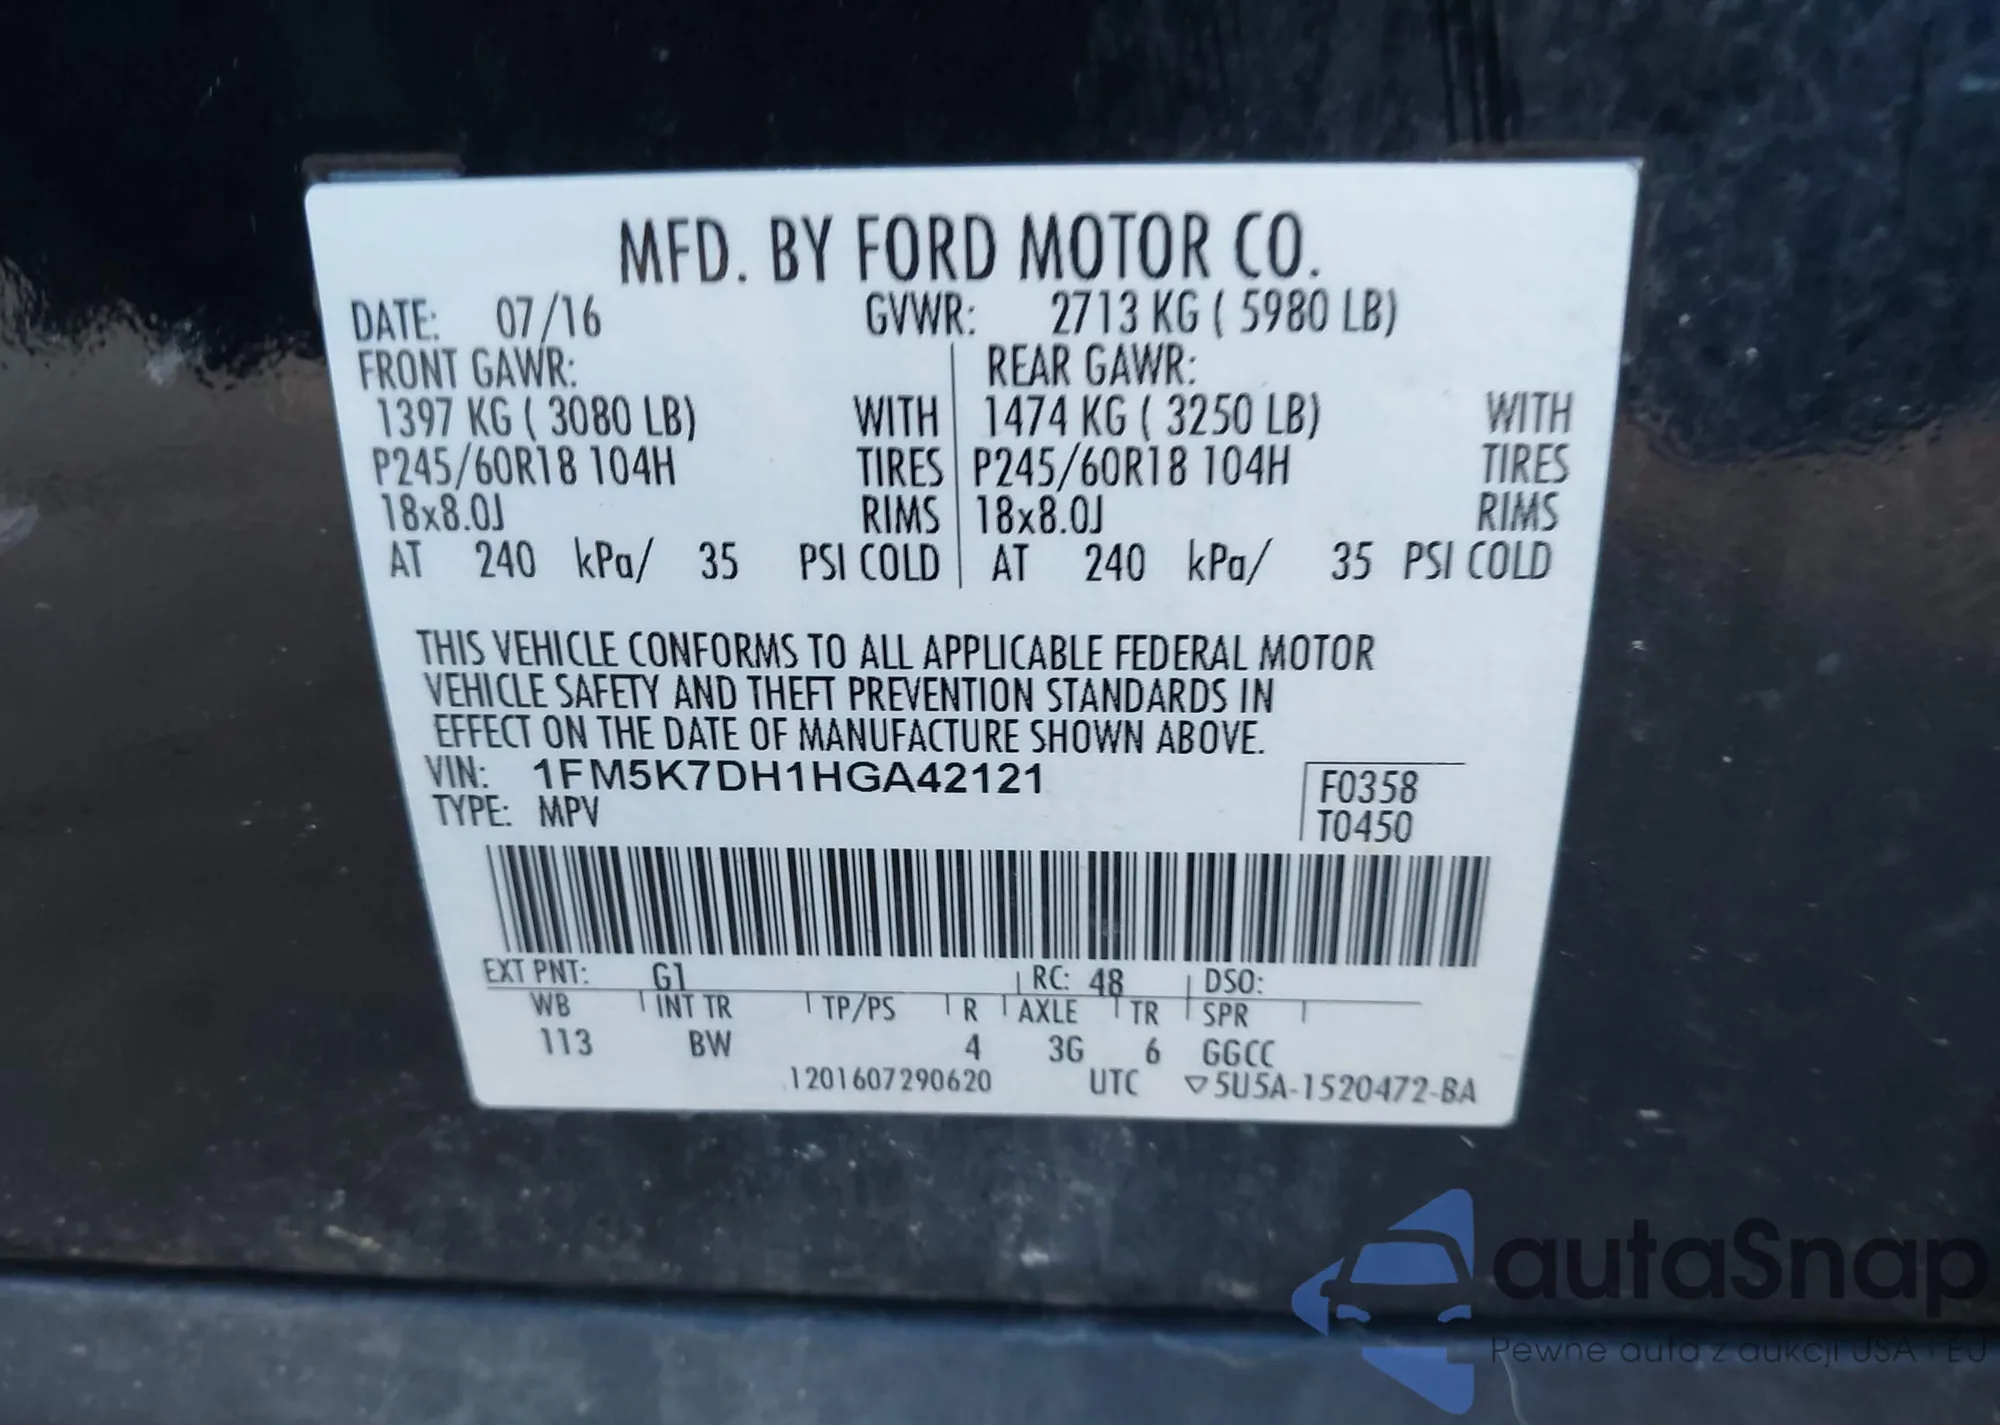 MFD. BY FORD MOTOR CO.
DATE: 07/16 GVWR: 2713 KG ( 5980 LB)
FRONT GAWR: REAR GAWR:
1397 KG ( 3080 LB) WITH 1474 KG ( 3250 LB) WITH
P245/60R18 104H TIRES P245/60R18 104H TIRES
18x8.0J RIMS 18x8.0J RIMS
AT 240 kPa/ 35 PSI COLD AT 240 kPa/ 35 PSI COLD
THIS VEHICLE CONFORMS TO ALL APPLICABLE FEDERAL MOTOR
VEHICLE SAFETY AND THEFT PREVENTION STANDARDS IN
EFFECT ON THE DATE OF MANUFACTURE SHOWN ABOVE.
VIN: 1FM5K7DH1HGA42121 F0358
TYPE: MPV T0450
EXT PNT: G1 RC: 48 DSO:
WB INT TR TP/PS R AXLE TR SPR
113 BW 4 3G 6 GGCC
1201607290620 UTC ▽5U5A-1520472-BA
autaSnap
Pewne auta z aukcji USA i EU